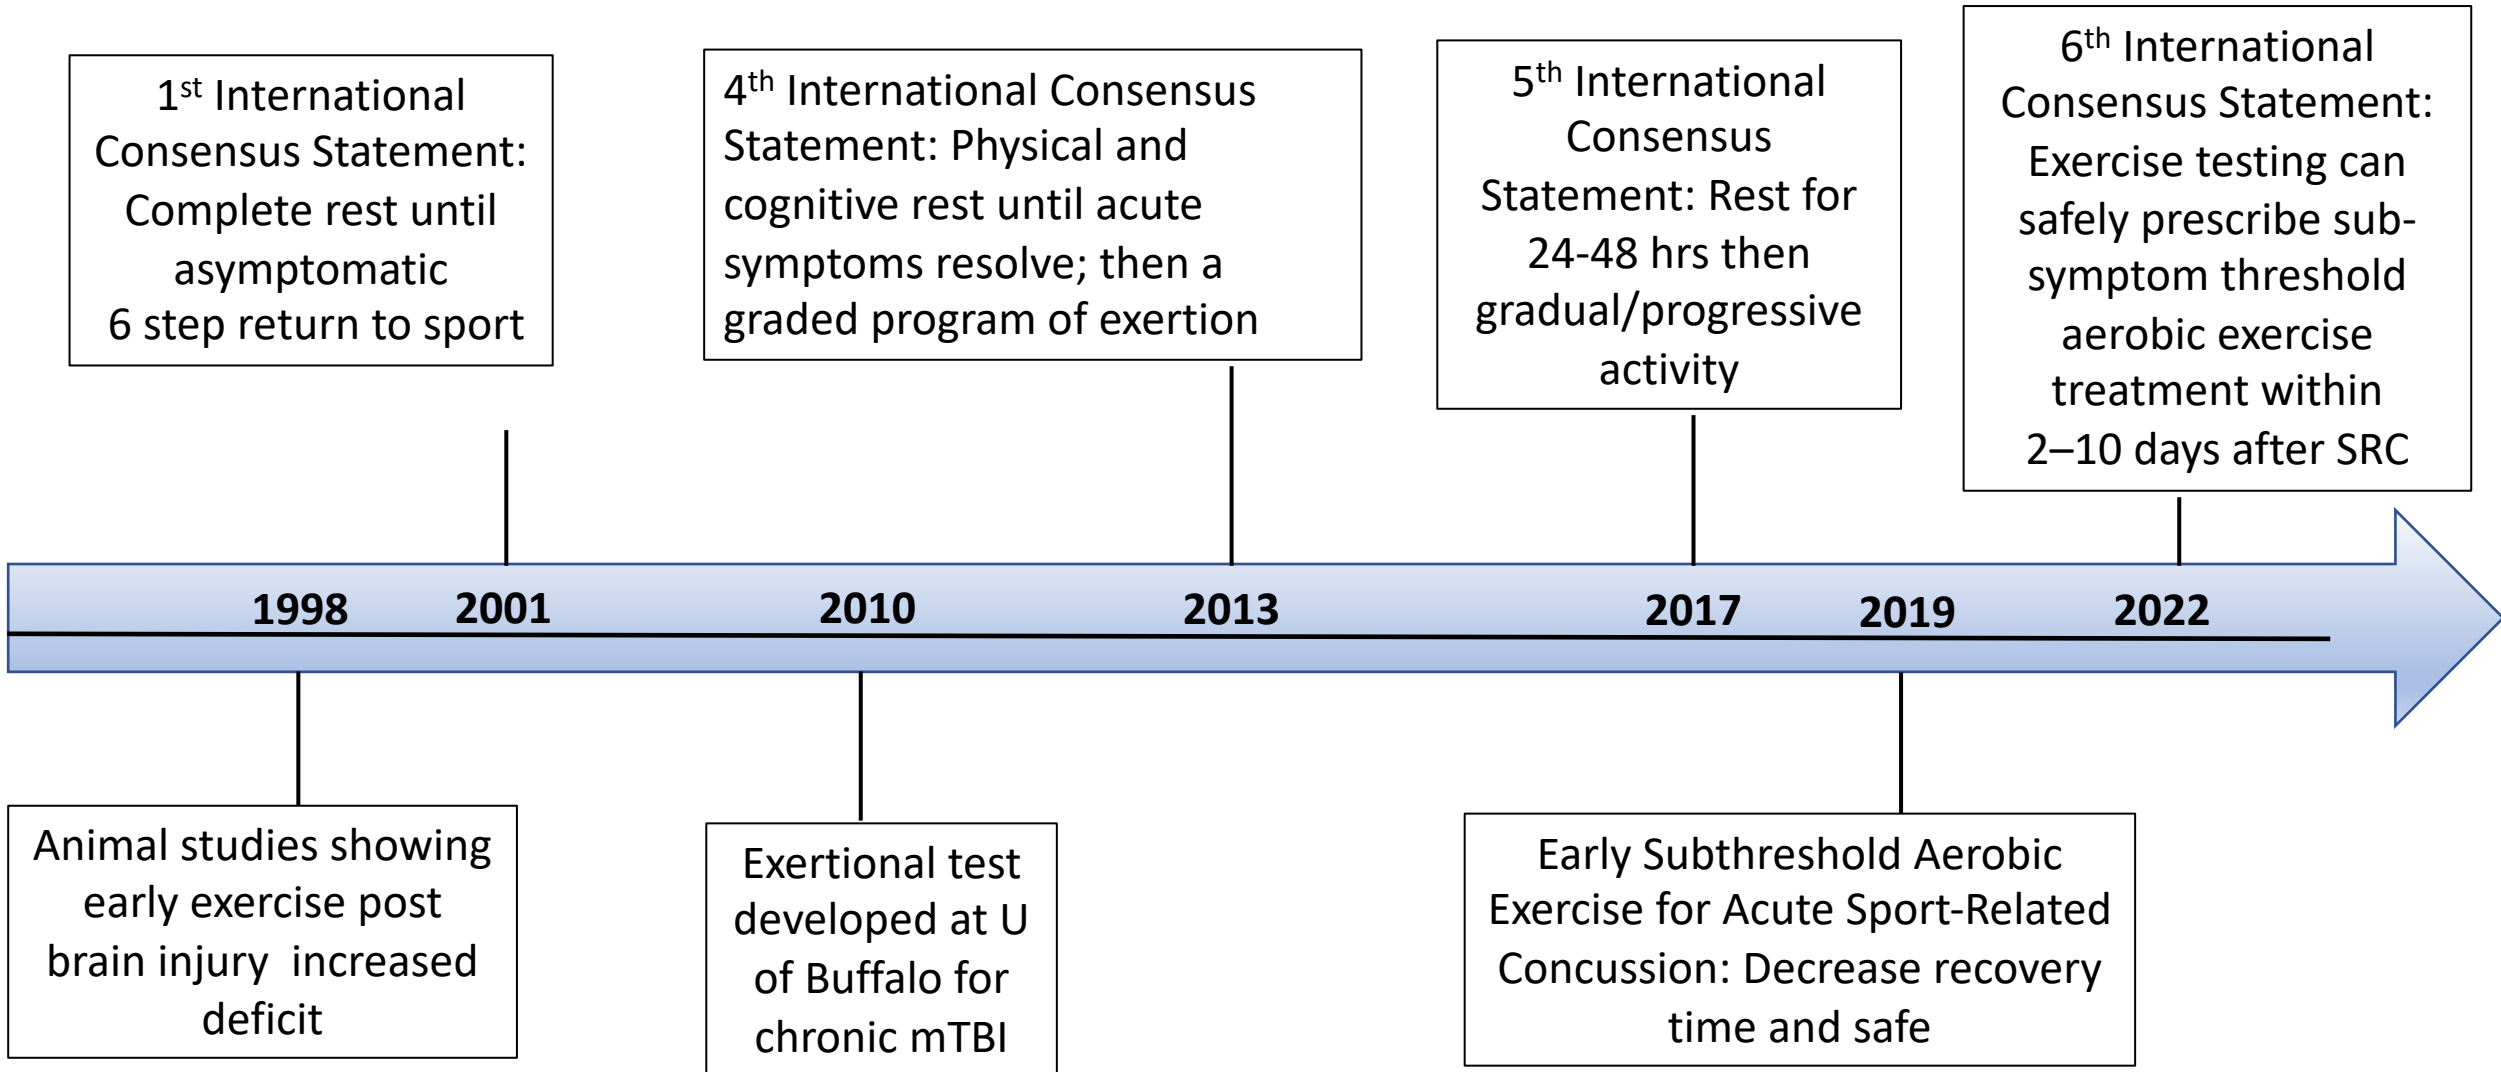 1st International
Consensus Statement:
Complete rest until
asymptomatic
6 step return to sport
4th International Consensus
Statement: Physical and
cognitive rest until acute
symptoms resolve; then a
graded program of exertion
5th International
Consensus
Statement: Rest for
24-48 hrs then
gradual/progressive
activity
6th International
Consensus Statement:
Exercise testing can
safely prescribe sub-
symptom threshold
aerobic exercise
treatment within
2–10 days after SRC
1998 2001 2010 2013 2017 2019 2022
Animal studies showing
early exercise post
brain injury  increased
deficit
Exertional test
developed at U
of Buffalo for
chronic mTBI
Early Subthreshold Aerobic
Exercise for Acute Sport-Related
Concussion: Decrease recovery
time and safe